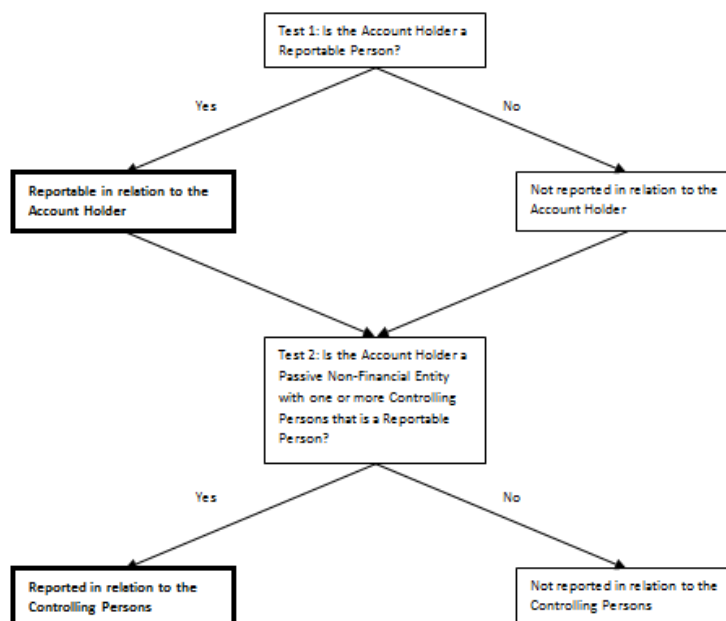 Test 1: Is the Account Holder a
Reportable Person?
Yes
No
Reportable in relation to the
Account Holder
Not reported in relation to the
Account Holder
Test 2: Is the Account Holder a
Passive Non-Financial Entity
with one or more Controlling
Persons that is a Reportable
Person?
Yes
No
Reported in relation to the
Controlling Persons
Not reported in relation to the
Controlling Persons